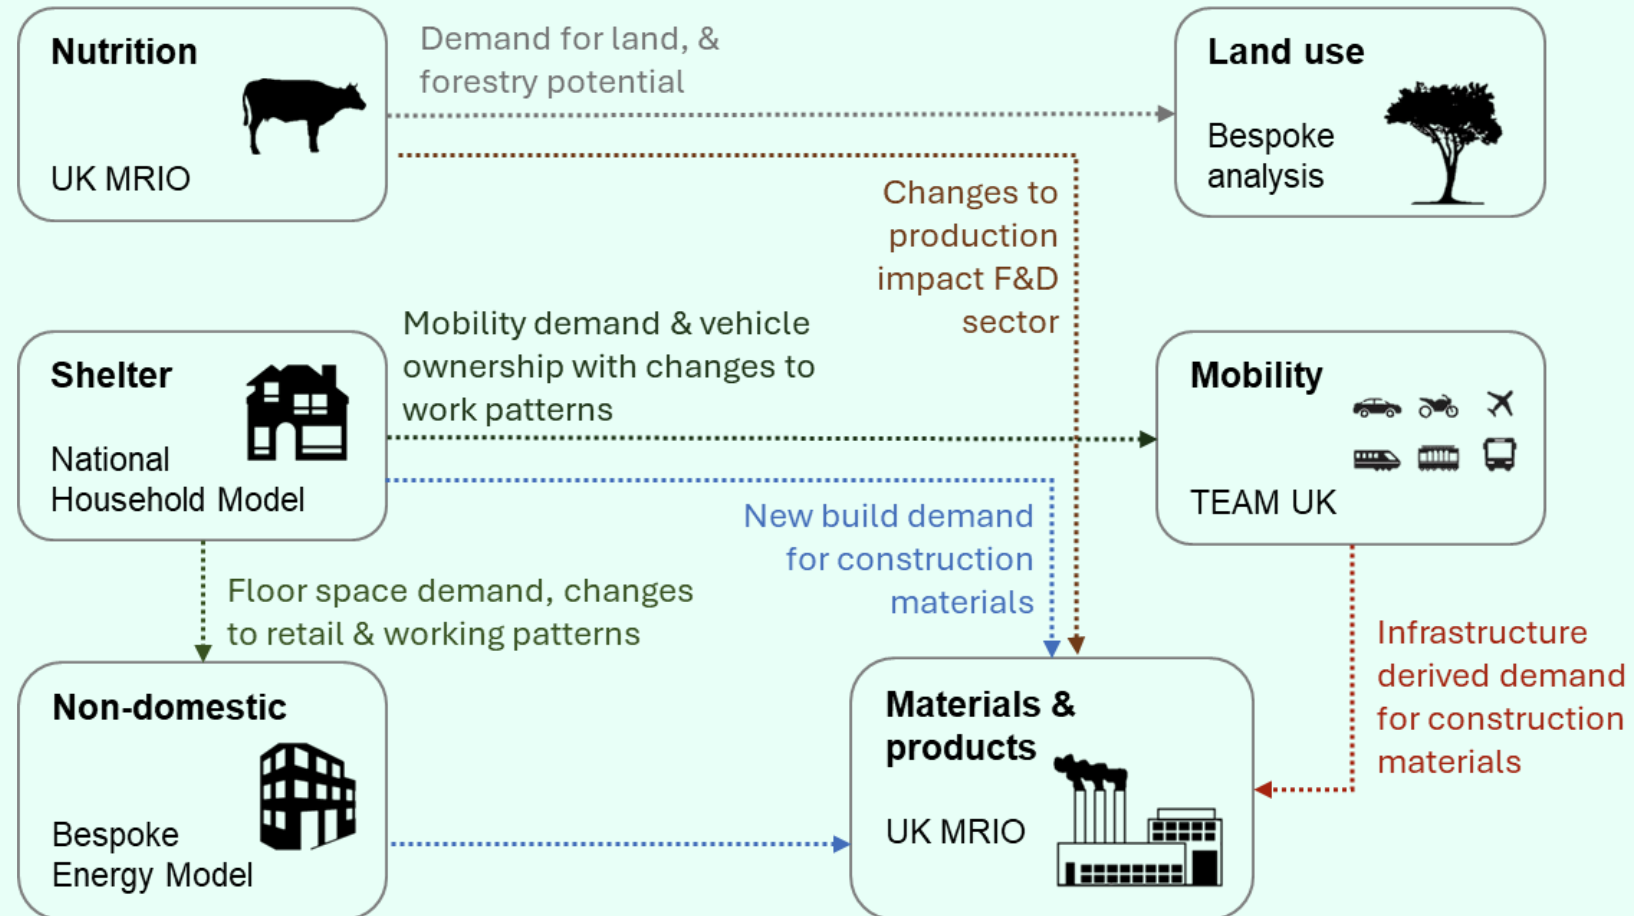 Nutrition
UK MRIO
Demand for land, &
forestry potential
Land use
Bespoke
analysis
Changes to
production
impact F&D
sector
Shelter
National
Household Model
Mobility demand & vehicle
ownership with changes to
work patterns
Mobility
TEAM UK
New build demand
for construction
materials
Floor space demand, changes
to retail & working patterns
Infrastructure
derived demand
for construction
materials
Non-domestic
Bespoke
Energy Model
Materials &
products
UK MRIO